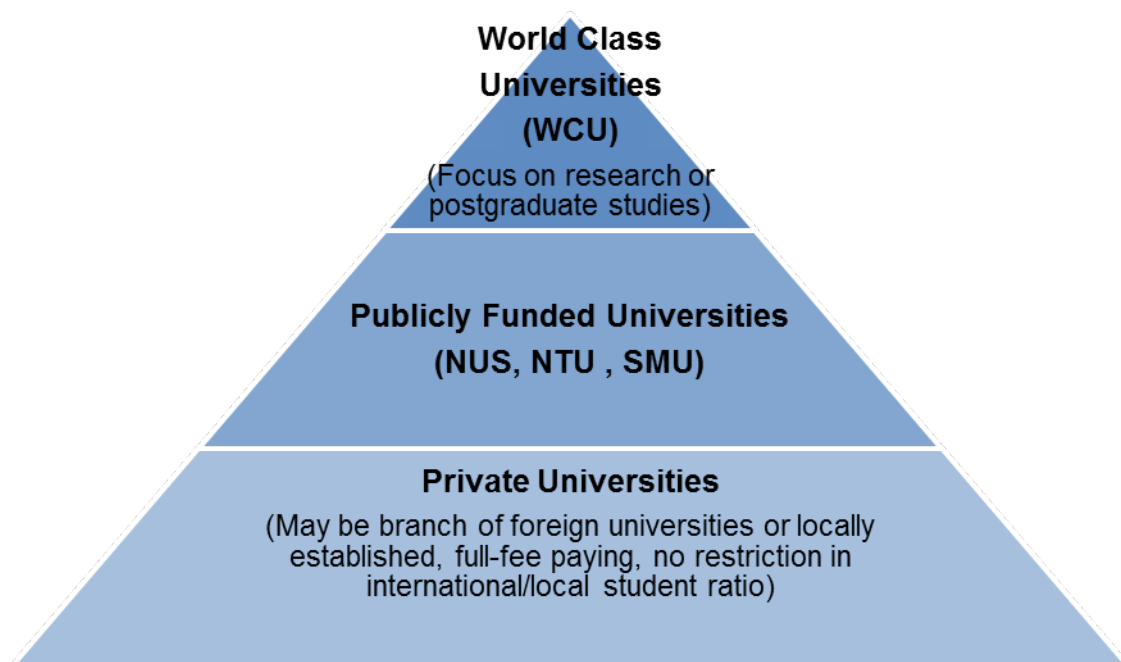 World Class
Universities
(WCU)
(Focus on research or
postgraduate studies)
Publicly Funded Universities
(NUS, NTU , SMU)
Private Universities
(May be branch of foreign universities or locally
established, full-fee paying, no restriction in
international/local student ratio)